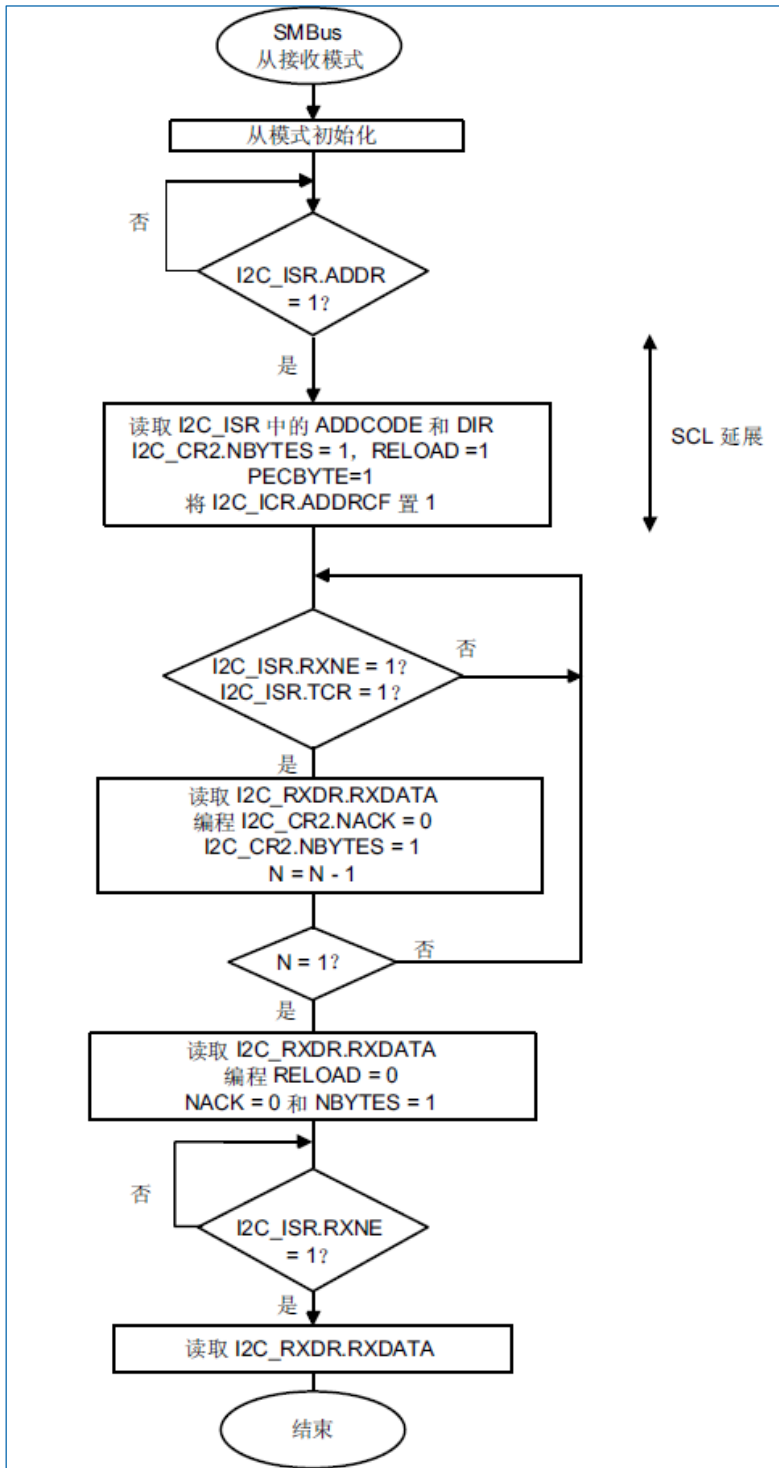 SMBus
从接收模式
从模式初始化
否
I2C_ISR.ADDR
= 1?
是
SCL 延展
读取 I2C_ISR 中的 ADDCODE 和 DIR
I2C_CR2.NBYTES = 1, RELOAD =1
PECBYTE=1
将 I2C_ICR.ADDRCF 置 1
否
I2C_ISR.RXNE = 1?
I2C_ISR.TCR = 1?
是
读取 I2C_RXDR.RXDATA
编程 I2C_CR2.NACK = 0
I2C_CR2.NBYTES = 1
N = N - 1
N = 1?
否
是
读取 I2C_RXDR.RXDATA
编程 RELOAD = 0
NACK = 0 和 NBYTES = 1
否
I2C_ISR.RXNE
= 1?
是
读取 I2C_RXDR.RXDATA
结束